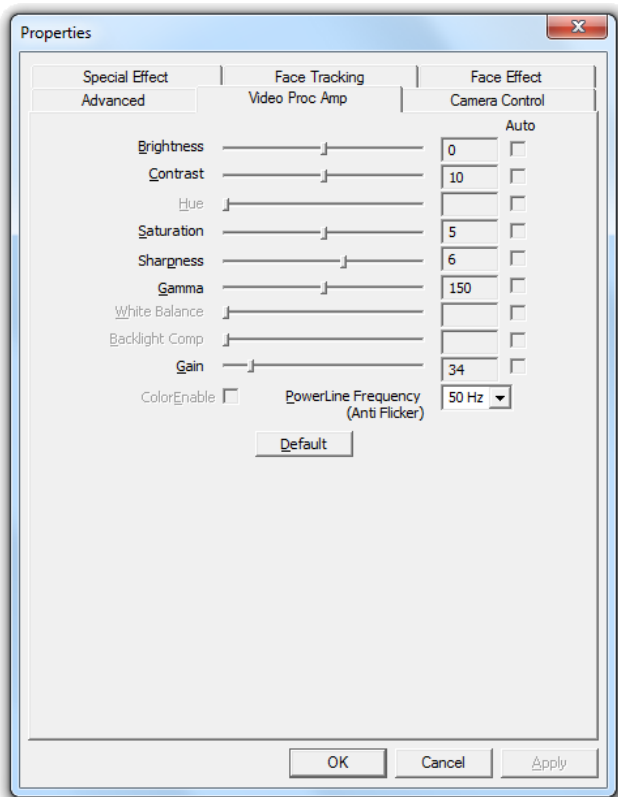 Properties
Special Effect Face Tracking Face Effect
Advanced Video Proc Amp Camera Control
Auto
Brightness 0
Contrast 10
Hue
Saturation 5
Sharpness 6
Gamma 150
White Balance
Backlight Comp
Gain 34
ColorEnable PowerLine Frequency 50 Hz
(Anti Flicker)
Default
OK Cancel Apply